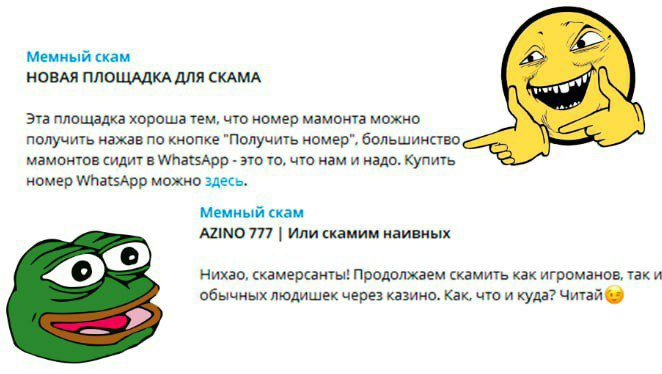 Мемный скам
НОВАЯ ПЛОЩАДКА ДЛЯ СКАМА
Эта площадка хороша тем, что номер мамонта можно
получить нажав по кнопке "Получить номер", большинство
мамонтов сидит в WhatsApp - это то, что нам и надо. Купить
номер WhatsApp можно здесь.
Мемный скам
AZINO 777 | Или скамим наивных
Нихао, скамерсанты! Продолжаем скамить как игроманов, так и
обычных людишек через казино. Как, что и куда? Читай😉